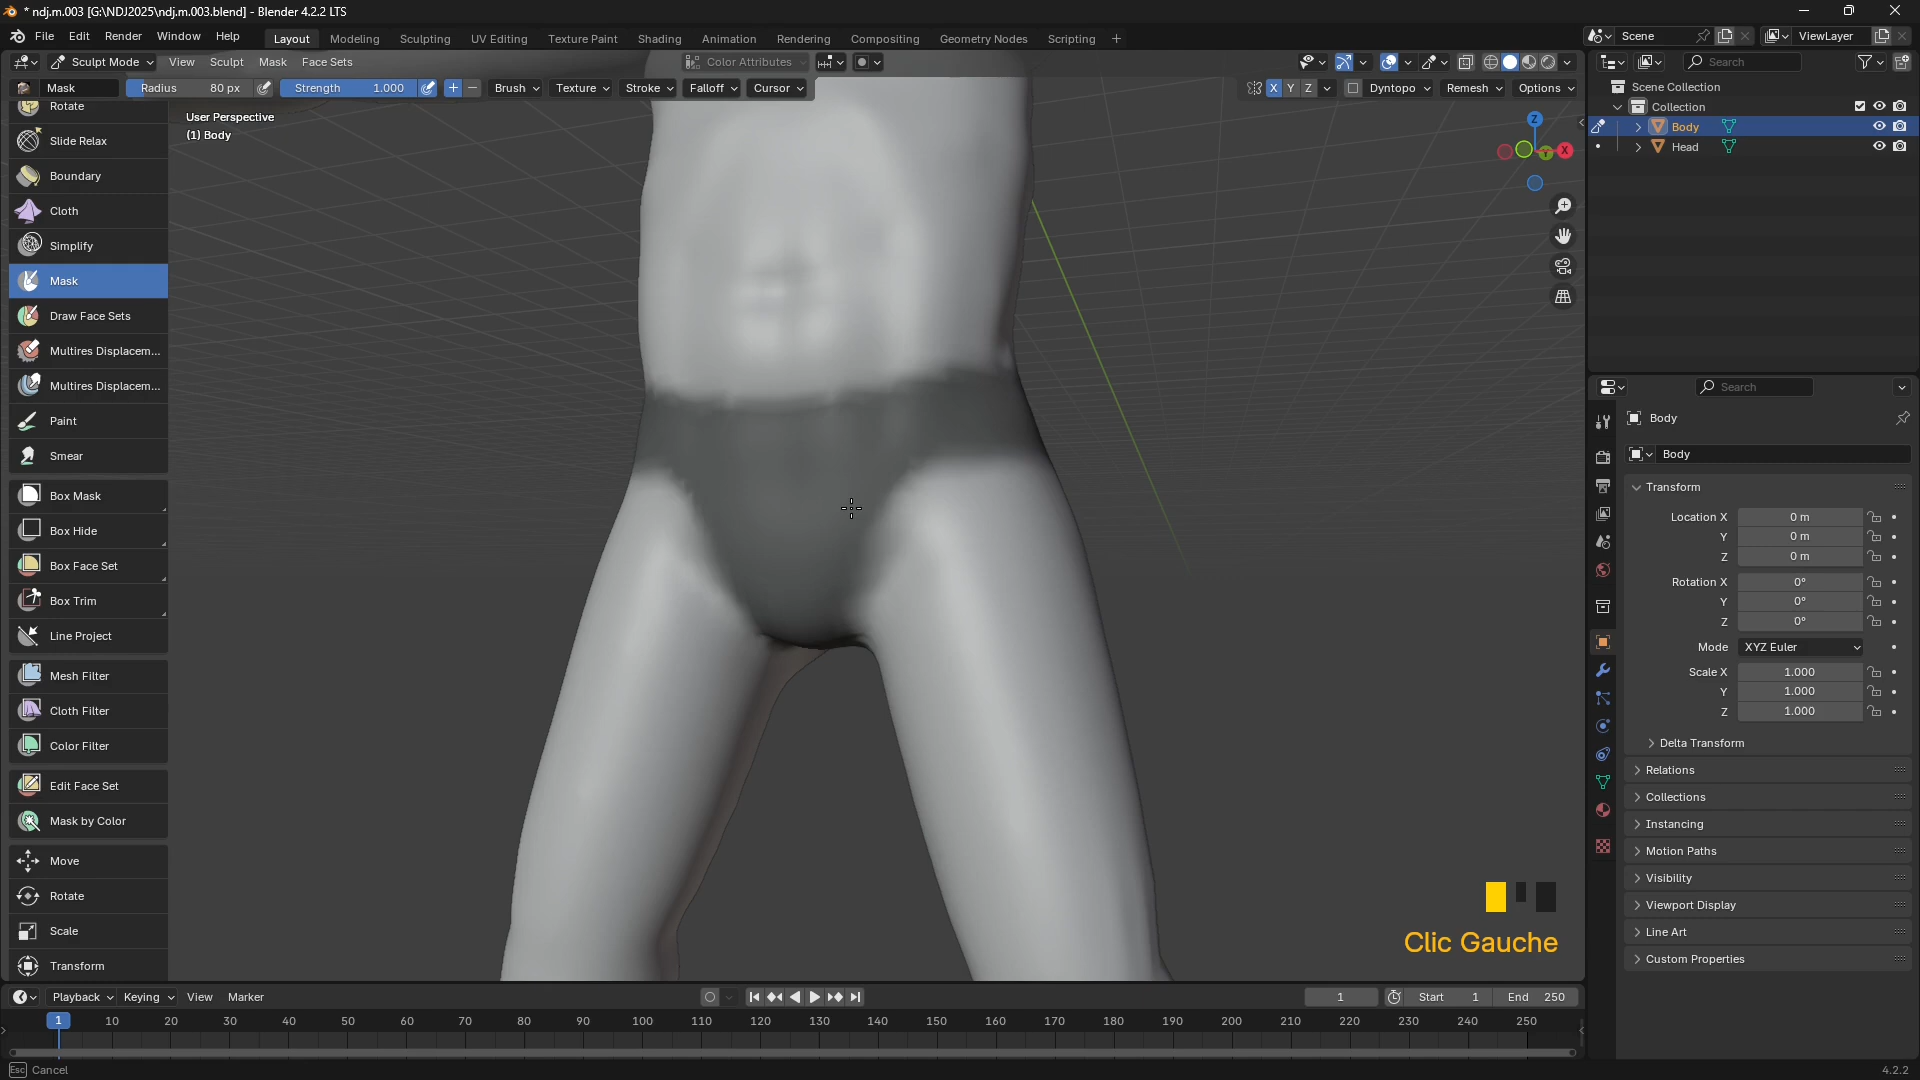 * ndj.m.003 [G:\NDJ2025\ndj.m.003.blend] - Blender 4.2.2 LTS
File Edit Render Window Help Layout Modeling Sculpting UV Editing Texture Paint Shading Animation Rendering Compositing Geometry Nodes Scripting + Scene ViewLayer
Sculpt Mode View Sculpt Mask Face Sets Color Attributes Search
Mask Radius 80 px Strength 1.000 Brush Texture Stroke Falloff Cursor X Y Z Dyntopo Remesh Options
Scene Collection
Collection
Body
Head
User Perspective
(1) Body
Z
X
Y
Rotate
Slide Relax
Boundary
Cloth
Simplify
Mask
Draw Face Sets
Multires Displacem...
Multires Displacem...
Paint
Smear
Box Mask
Box Hide
Box Face Set
Box Trim
Line Project
Mesh Filter
Cloth Filter
Color Filter
Edit Face Set
Mask by Color
Move
Rotate
Scale
Transform
Clic Gauche
Search
Body
Body
Transform
Location X 0 m
Y 0 m
Z 0 m
Rotation X 0°
Y 0°
Z 0°
Mode XYZ Euler
Scale X 1.000
Y 1.000
Z 1.000
Delta Transform
Relations
Collections
Instancing
Motion Paths
Visibility
Viewport Display
Line Art
Custom Properties
Playback Keying View Marker 1 Start 1 End 250
1 10 20 30 40 50 60 70 80 90 100 110 120 130 140 150 160 170 180 190 200 210 220 230 240 250
Esc Cancel 4.2.2